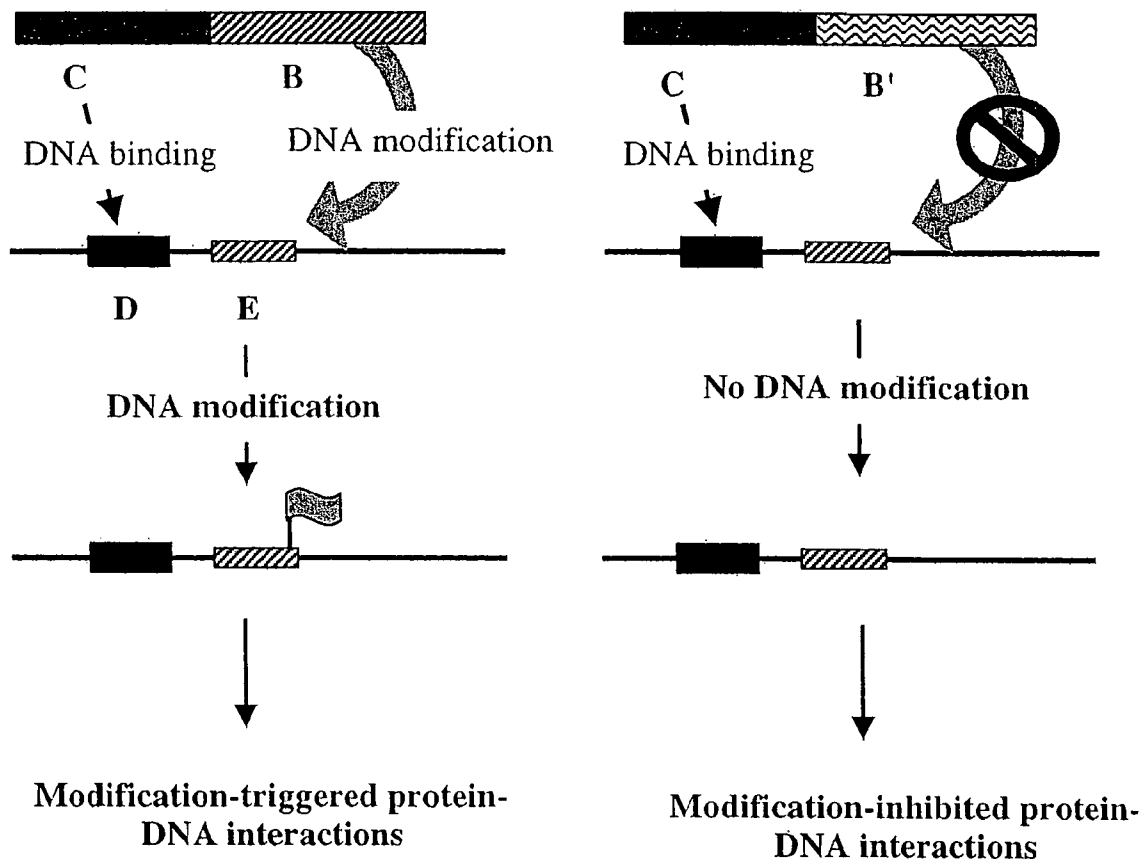 C
B
DNA binding
DNA modification
D
E
DNA modification
Modification-triggered protein-
DNA interactions
C
B'
DNA binding
No DNA modification
Modification-inhibited protein-
DNA interactions